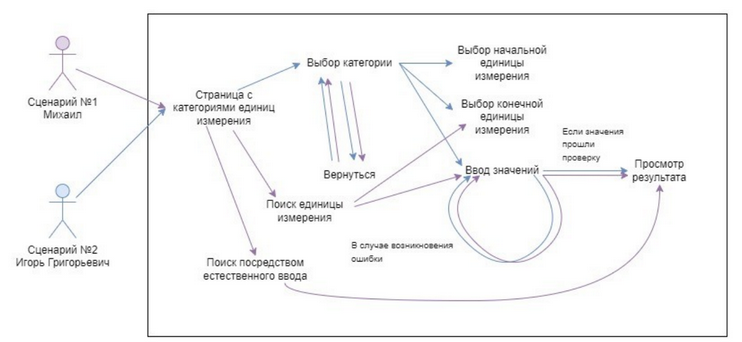 Сценарий №1
Михаил
Сценарий №2
Игорь Григорьевич
Страница с
категориями единиц
измерения
Выбор категории
Вернуться
Поиск единицы
измерения
Поиск посредством
естественного ввода
Выбор начальной
единицы
измерения
Выбор конечной
единицы
измерения
Ввод значений
Если значения
прошли
проверку
Просмотр
результата
В случае возникновения
ошибки